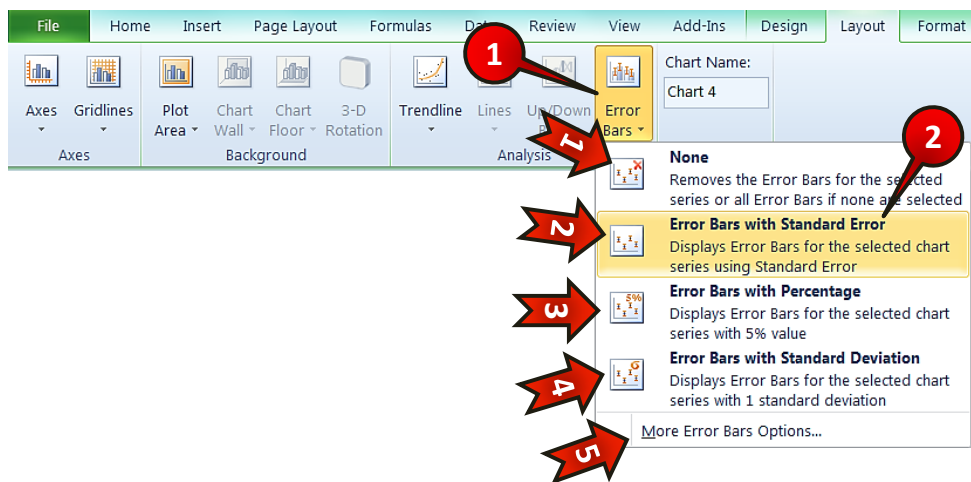 File Home Insert Page Layout Formulas Data Review View Add-Ins Design Layout Format
1
Axes Gridlines Plot Area Chart Wall Chart Floor 3-D Rotation Trendline Lines Up/Down Error Bars
Chart Name:
Chart 4
Axes Background Analysis
2
1
None
Removes the Error Bars for the selected
series or all Error Bars if none are selected
2
Error Bars with Standard Error
Displays Error Bars for the selected chart
series using Standard Error
3
5%
Error Bars with Percentage
Displays Error Bars for the selected chart
series with 5% value
4
σ
Error Bars with Standard Deviation
Displays Error Bars for the selected chart
series with 1 standard deviation
5
More Error Bars Options...